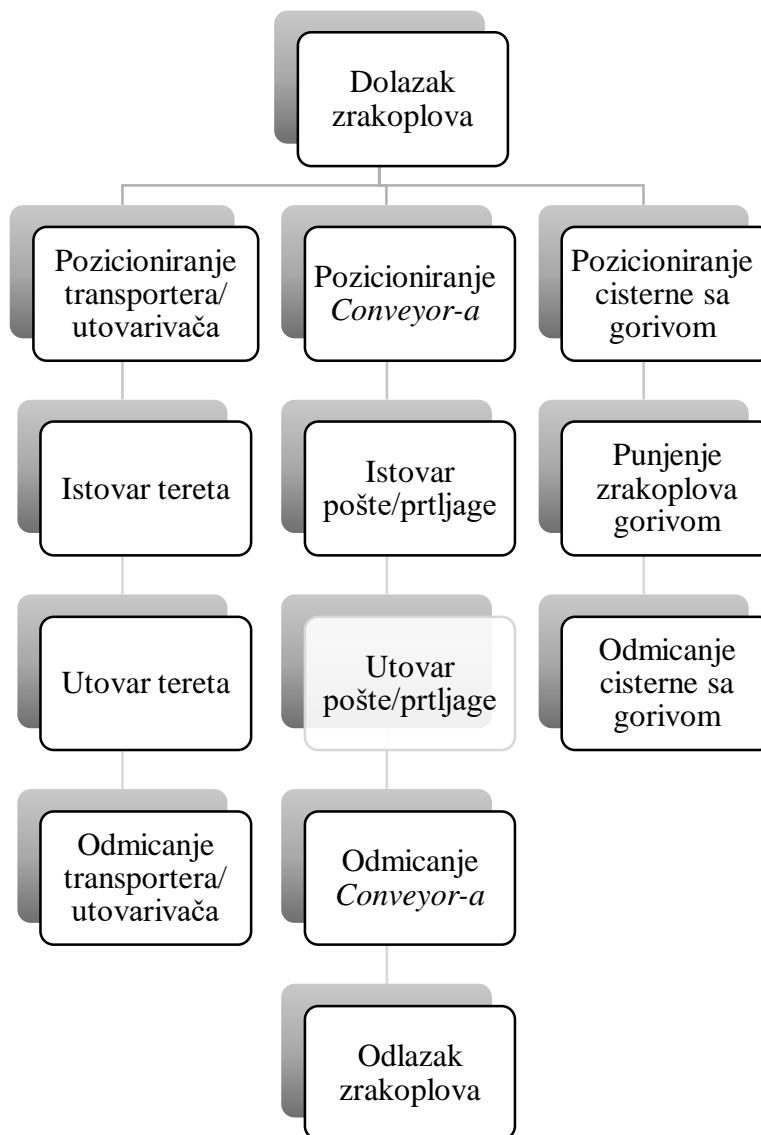 Dolazak
zrakoplova
Pozicioniranje
transportera/
utovarivača
Pozicioniranje
Conveyor-a
Pozicioniranje
cisterne sa
gorivom
Istovar tereta
Istovar
pošte/prtljage
Punjenje
zrakoplova
gorivom
Utovar tereta
Utovar
pošte/prtljage
Odmicanje
cisterne sa
gorivom
Odmicanje
transportera/
utovarivača
Odmicanje
Conveyor-a
Odlazak
zrakoplova